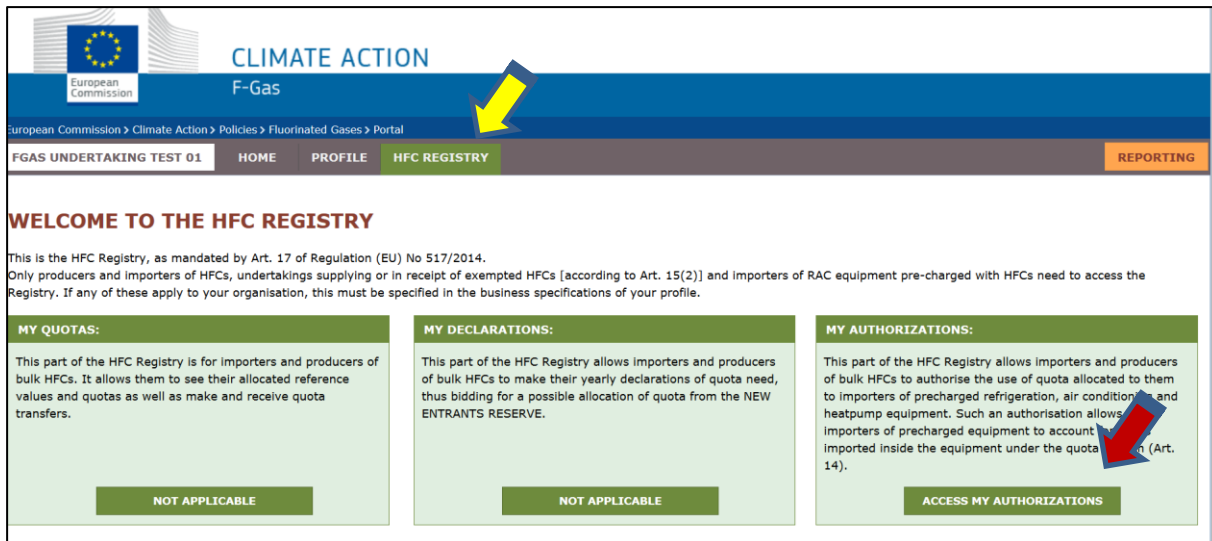 European
Commission
CLIMATE ACTION
F-Gas
European Commission > Climate Action > Policies > Fluorinated Gases > Portal
FGAS UNDERTAKING TEST 01 HOME PROFILE HFC REGISTRY REPORTING
WELCOME TO THE HFC REGISTRY
This is the HFC Registry, as mandated by Art. 17 of Regulation (EU) No 517/2014.
Only producers and importers of HFCs, undertakings supplying or in receipt of exempted HFCs [according to Art. 15(2)] and importers of RAC equipment pre-charged with HFCs need to access the
Registry. If any of these apply to your organisation, this must be specified in the business specifications of your profile.
MY QUOTAS:
This part of the HFC Registry is for importers and producers of
bulk HFCs. It allows them to see their allocated reference
values and quotas as well as make and receive quota
transfers.
NOT APPLICABLE
MY DECLARATIONS:
This part of the HFC Registry allows importers and producers
of bulk HFCs to make their yearly declarations of quota need,
thus bidding for a possible allocation of quota from the NEW
ENTRANTS RESERVE.
NOT APPLICABLE
MY AUTHORIZATIONS:
This part of the HFC Registry allows importers and producers
of bulk HFCs to authorise the use of quota allocated to them
to importers of precharged refrigeration, air conditioning and
heatpump equipment. Such an authorisation allows
importers of precharged equipment to account
imported inside the equipment under the quota (Art.
14).
ACCESS MY AUTHORIZATIONS